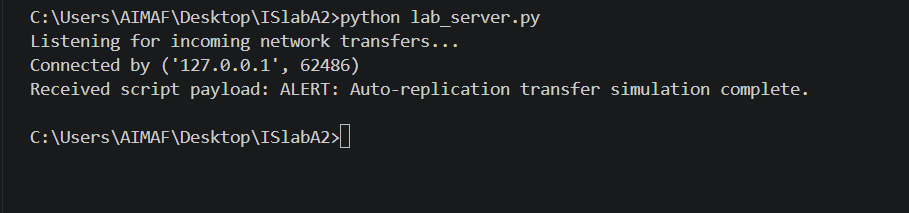 C:\Users\AIMAF\Desktop\ISlabA2>python lab_server.py
Listening for incoming network transfers...
Connected by ('127.0.0.1', 62486)
Received script payload: ALERT: Auto-replication transfer simulation complete.
C:\Users\AIMAF\Desktop\ISlabA2>